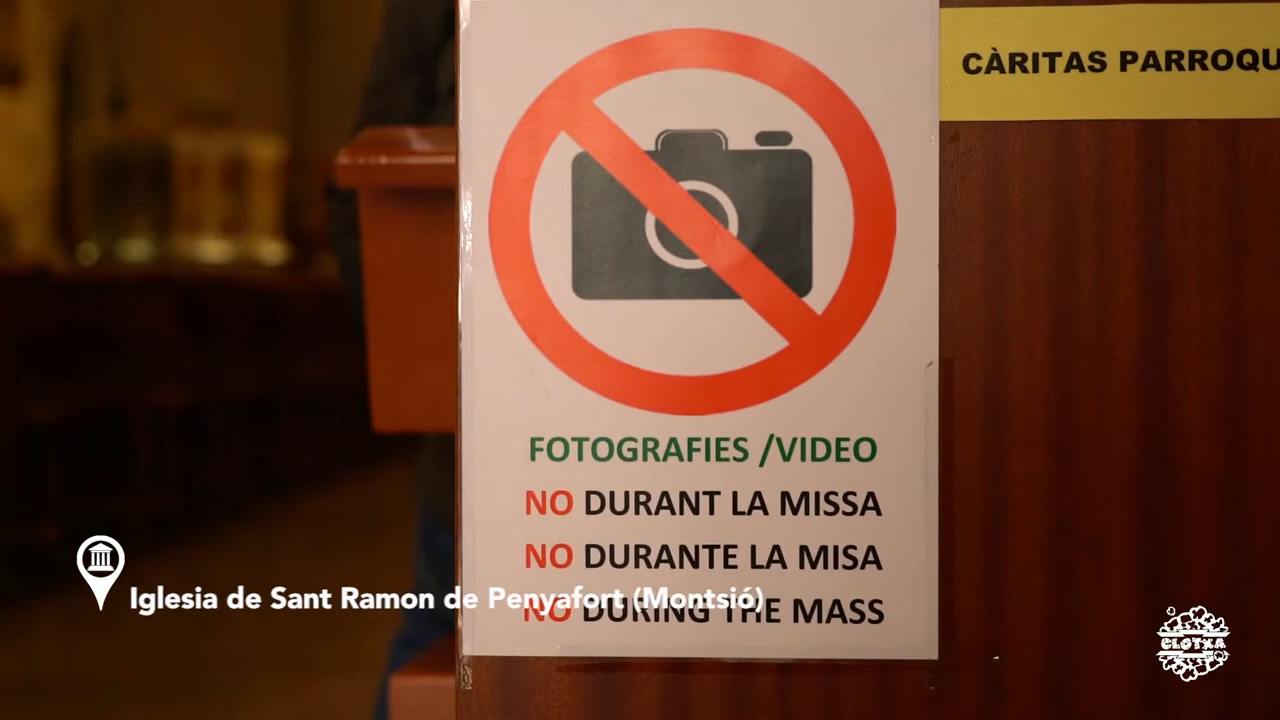 CÀRITAS PARROQU
FOTOGRAFIES /VIDEO
NO DURANT LA MISSA
NO DURANTE LA MISA
NO DURING THE MASS
Iglesia de Sant Ramon de Penyafort (Montsió)
CLOTXA